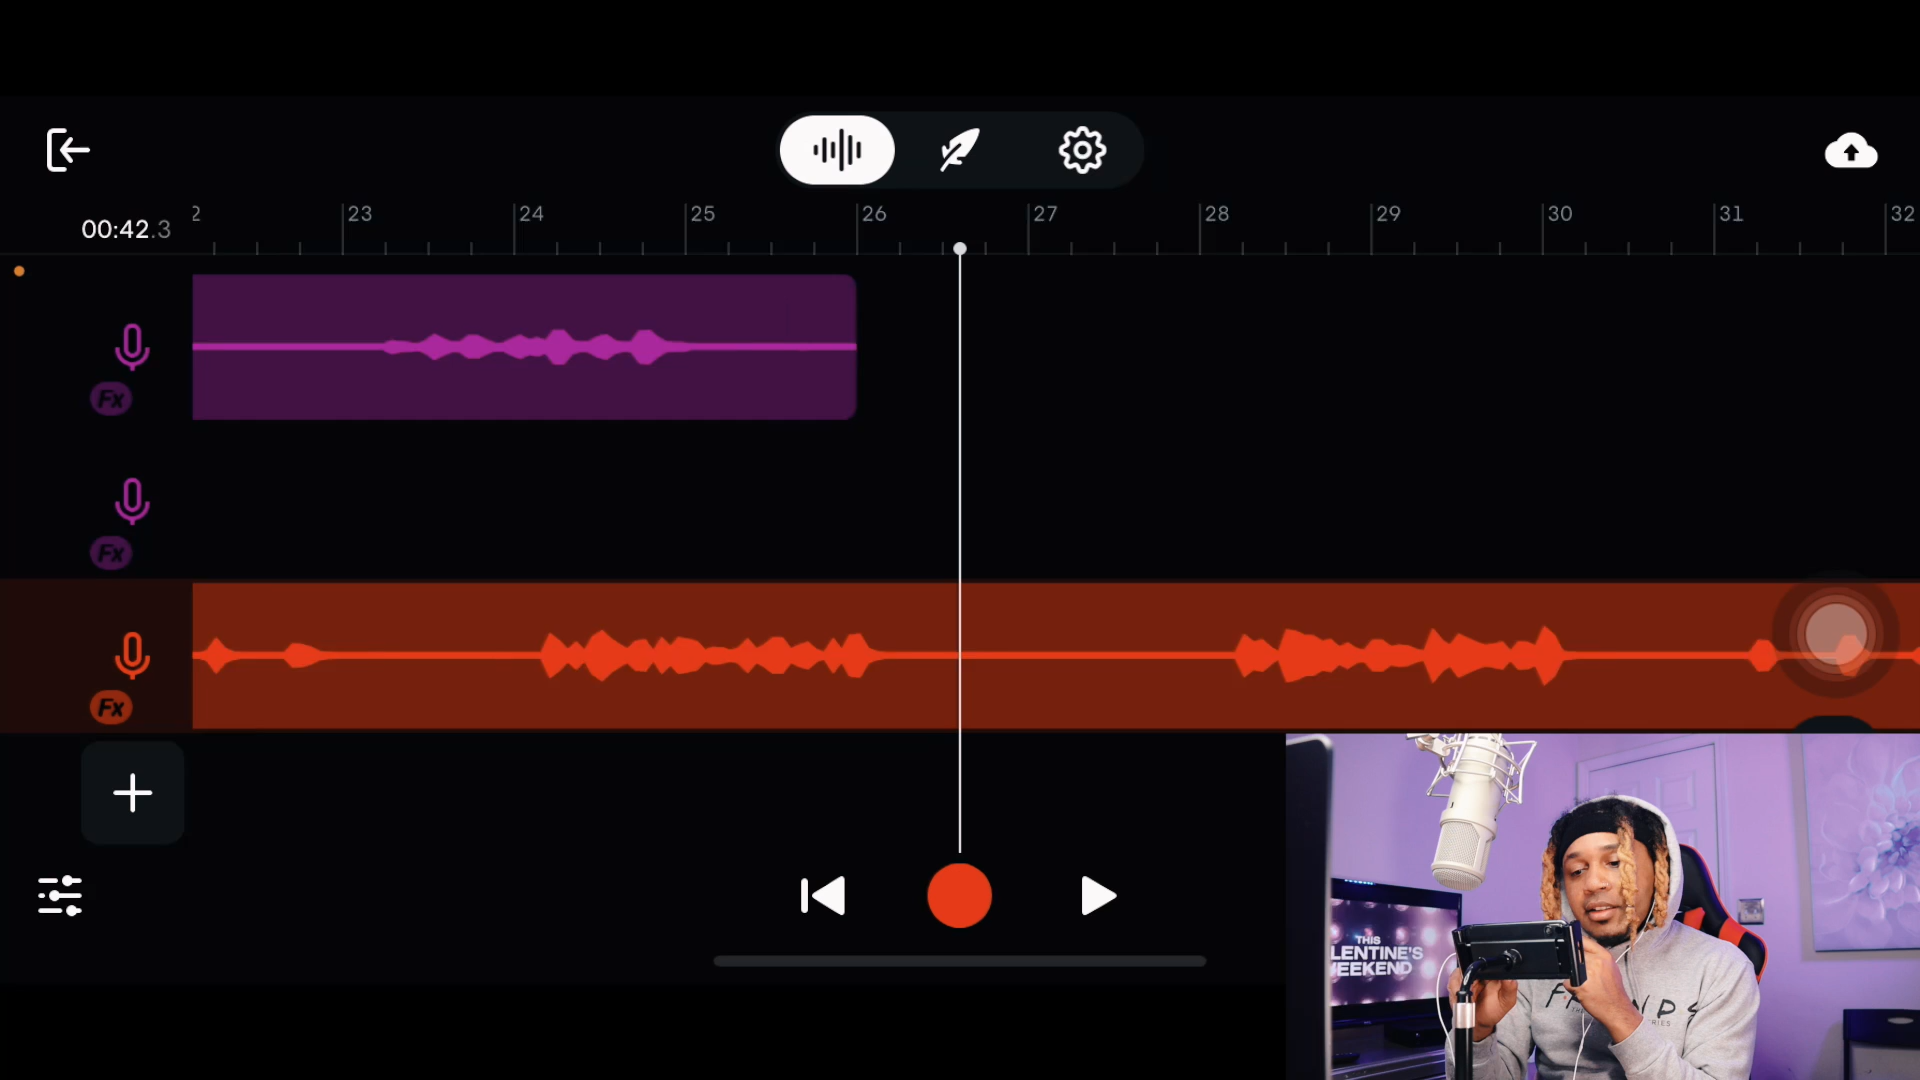 00:42.3
2 23 24 25 26 27 28 29 30 31 32
Fx
Fx
Fx
THIS
LENTINE'S
EEKEND